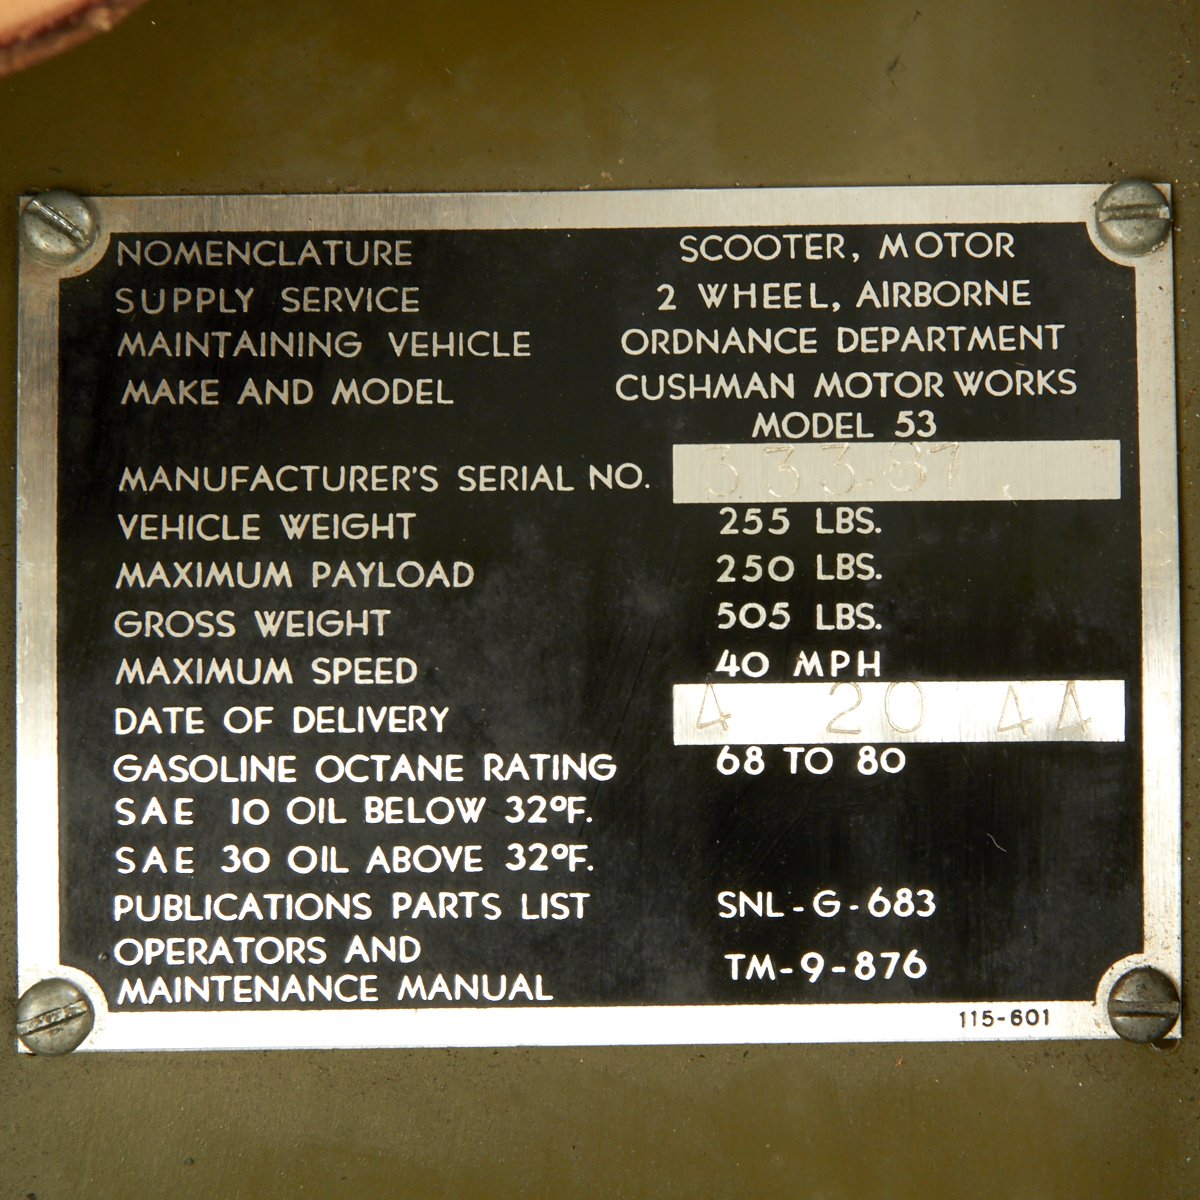 NOMENCLATURE SCOOTER, MOTOR
SUPPLY SERVICE 2 WHEEL, AIRBORNE
MAINTAINING VEHICLE ORDNANCE DEPARTMENT
MAKE AND MODEL CUSHMAN MOTOR WORKS
MODEL 53
MANUFACTURER'S SERIAL NO.
VEHICLE WEIGHT 255 LBS.
MAXIMUM PAYLOAD 250 LBS.
GROSS WEIGHT 505 LBS.
MAXIMUM SPEED 40 MPH
DATE OF DELIVERY 4 20 44
GASOLINE OCTANE RATING 68 TO 80
SAE 10 OIL BELOW 32°F.
SAE 30 OIL ABOVE 32°F.
PUBLICATIONS PARTS LIST SNL-G-683
OPERATORS AND
MAINTENANCE MANUAL TM-9-876
115-601